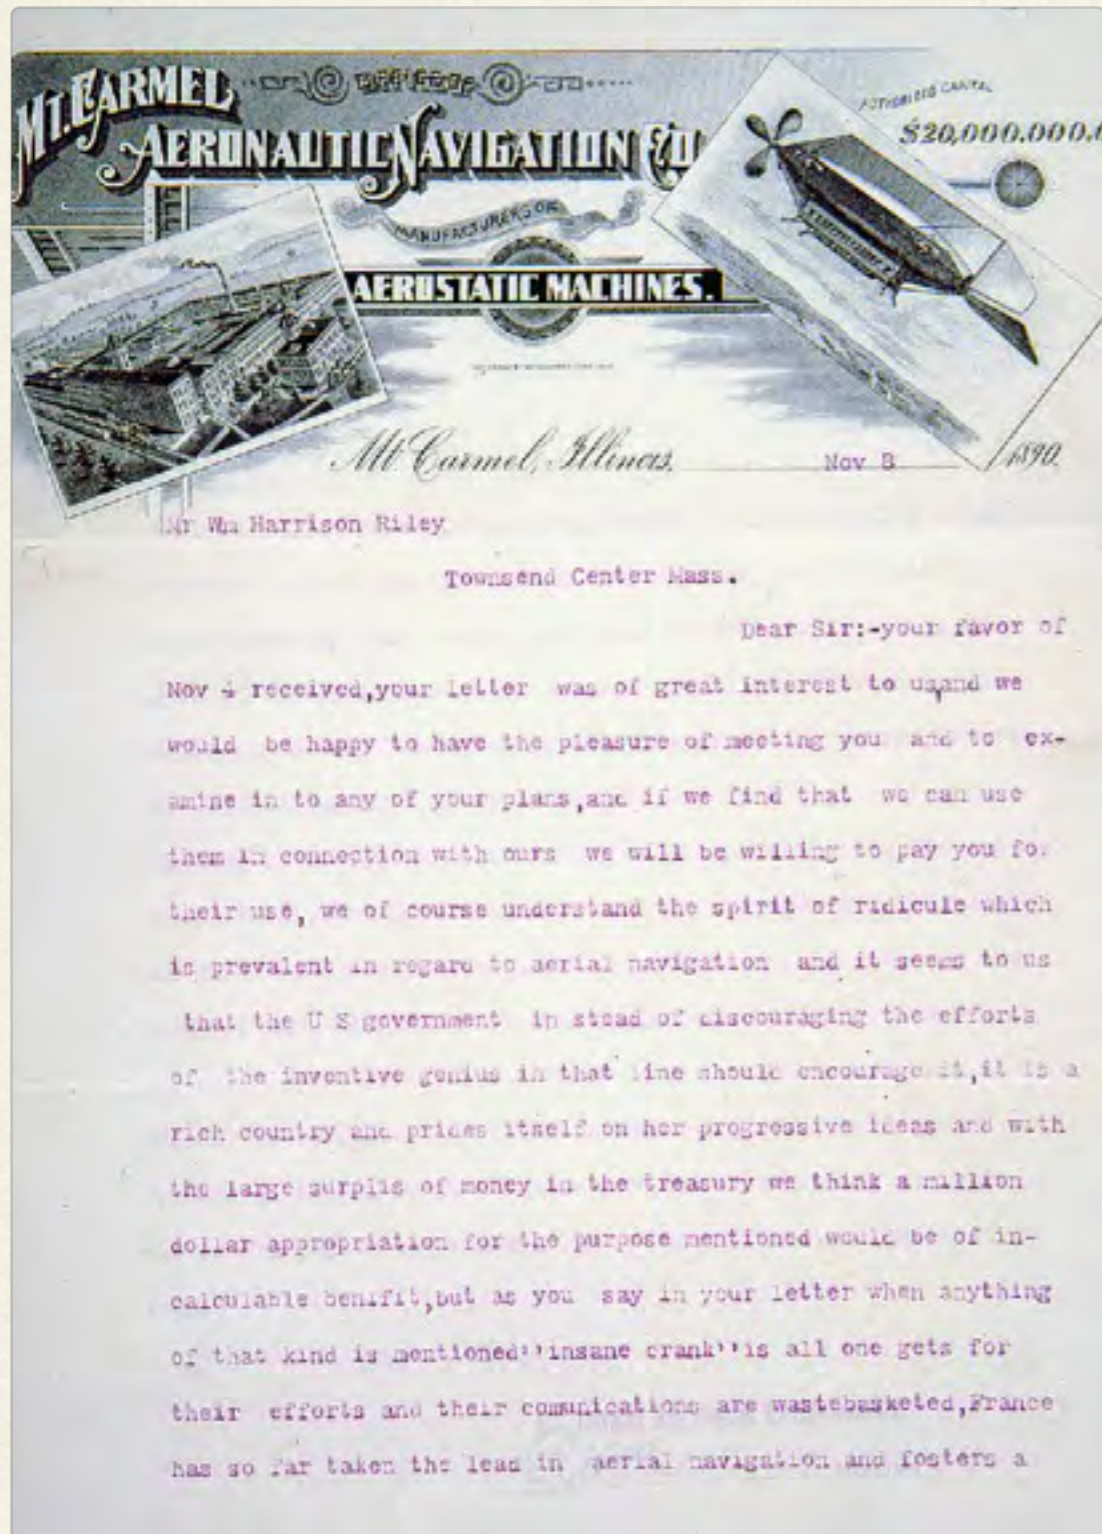 MT. CARMEL
AERONAUTIC NAVIGATION CO.
AUTHORISED CAPITAL
$20,000.000.
MANUFACTURERS OF
AEROSTATIC MACHINES.
Mt Carmel, Illinois. Nov 8 1890.
Mr Wm Harrison Riley
Townsend Center Mass.
Dear Sir:-your favor of
Nov 4 received,your letter was of great interest to us,and we
would be happy to have the pleasure of meeting you and to ex-
amine in to any of your plans,and if we find that we can use
them in connection with ours we will be willing to pay you for
their use, we of course understand the spirit of ridicule which
is prevalent in regard to aerial navigation and it seems to us
that the U S government in stead of discouraging the efforts
of the inventive genius in that line should encourage it,it is a
rich country and prides itself on her progressive ideas and with
the large surplis of money in the treasury we think a million
dollar appropriation for the purpose mentioned would be of in-
calculable benifit,but as you say in your letter when anything
of that kind is mentioned''insane crank''is all one gets for
their efforts and their comunications are wastebasketed,France
has so far taken the lead in aerial navigation and fosters a